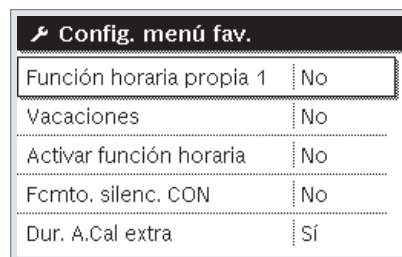 Config. menú fav.
Función horaria propia 1 No
Vacaciones No
Activar función horaria No
Fcmto. silenc. CON No
Dur. A.Cal extra Sí